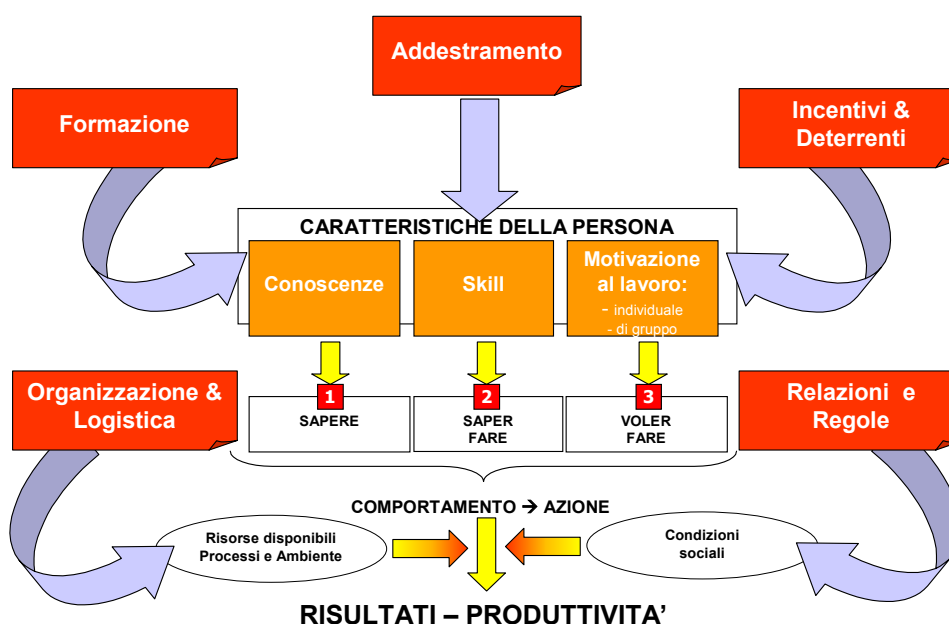 Addestramento
Formazione
Incentivi &
Deterrenti
CARATTERISTICHE DELLA PERSONA
Conoscenze
Skill
Motivazione
al lavoro:
- individuale
- di gruppo
Organizzazione &
Logistica
1
SAPERE
2
SAPER
FARE
3
VOLER
FARE
Relazioni e
Regole
COMPORTAMENTO → AZIONE
Risorse disponibili
Processi e Ambiente
Condizioni
sociali
RISULTATI – PRODUTTIVITA’